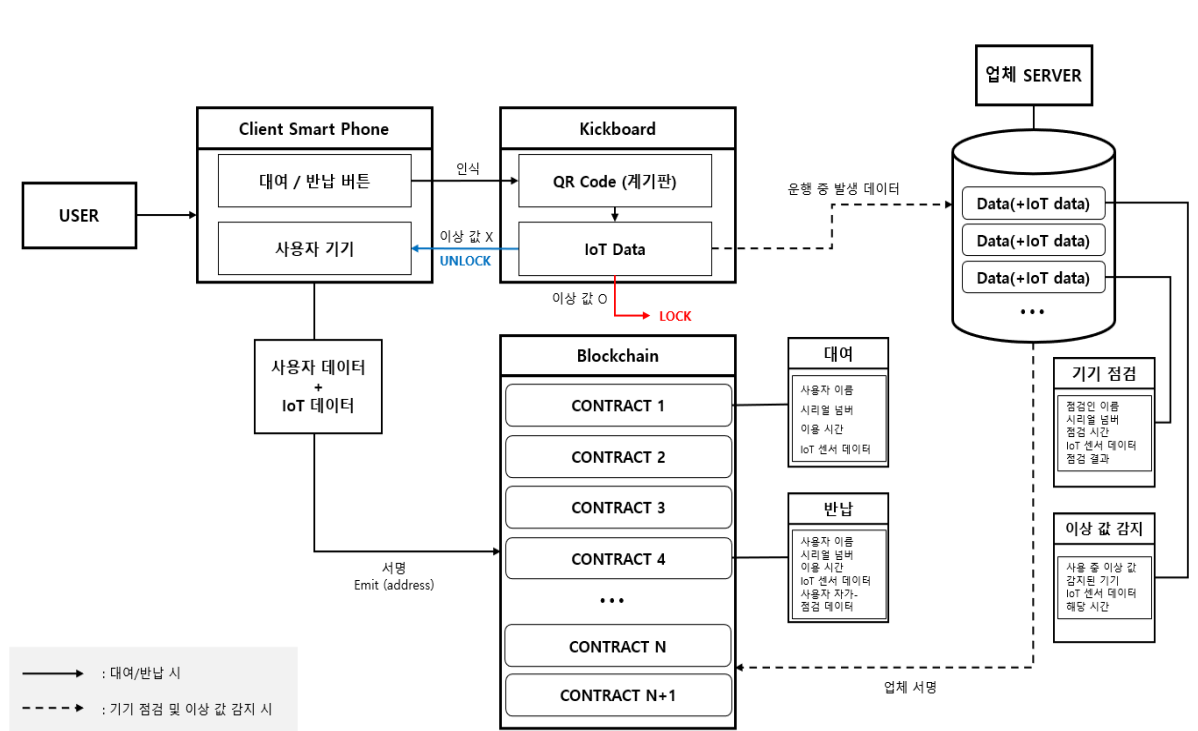 업체 SERVER
Client Smart Phone
대여 / 반납 버튼
사용자 기기
USER
인식
이상 값 X
UNLOCK
Kickboard
QR Code (계기판)
IoT Data
이상 값 O
LOCK
운행 중 발생 데이터
Data(+IoT data)
Data(+IoT data)
Data(+IoT data)
•••
사용자 데이터
+
IoT 데이터
서명
Emit (address)
Blockchain
CONTRACT 1
CONTRACT 2
CONTRACT 3
CONTRACT 4
•••
CONTRACT N
CONTRACT N+1
대여
사용자 이름
시리얼 넘버
이용 시간
IoT 센서 데이터
반납
사용자 이름
시리얼 넘버
이용 시간
IoT 센서 데이터
사용자 자가-
점검 데이터
기기 점검
점검인 이름
시리얼 넘버
점검 시간
IoT 센서 데이터
점검 결과
이상 값 감지
사용 중 이상 값
감지된 기기
IoT 센서 데이터
해당 시간
업체 서명
: 대여/반납 시
: 기기 점검 및 이상 값 감지 시